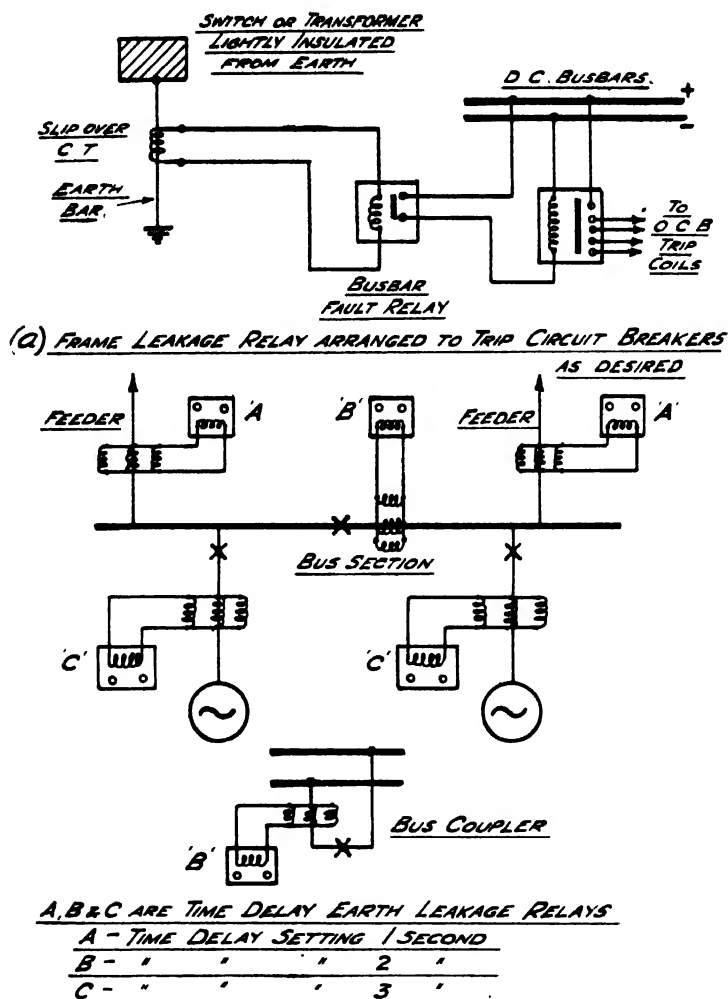 SWITCH OR TRANSFORMER
LIGHTLY INSULATED
FROM EARTH
D C. BUSBARS.
+
-
SLIP OVER
C T
EARTH
BAR.
TO
O C B
TRIP
COILS
BUSBAR
FAULT RELAY
(a) FRAME LEAKAGE RELAY ARRANGED TO TRIP CIRCUIT BREAKERS
AS DESIRED
FEEDER
'A
'B'
FEEDER
'A'
BUS SECTION
'C'
'C'
'B'
BUS COUPLER
A, B & C ARE TIME DELAY EARTH LEAKAGE RELAYS
A - TIME DELAY SETTING 1 SECOND
B - " " " 2 "
C - " " " 3 "